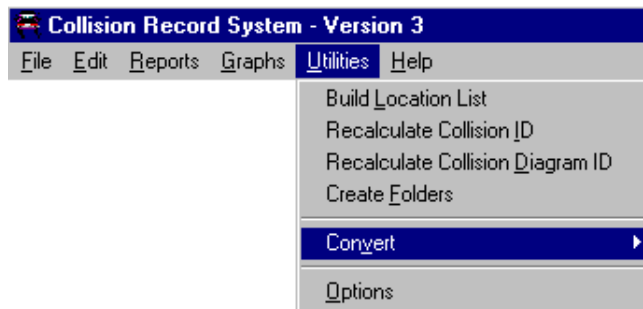 Collision Record System - Version 3
File Edit Reports Graphs Utilities Help
Build Location List
Recalculate Collision ID
Recalculate Collision Diagram ID
Create Folders
Convert
Options